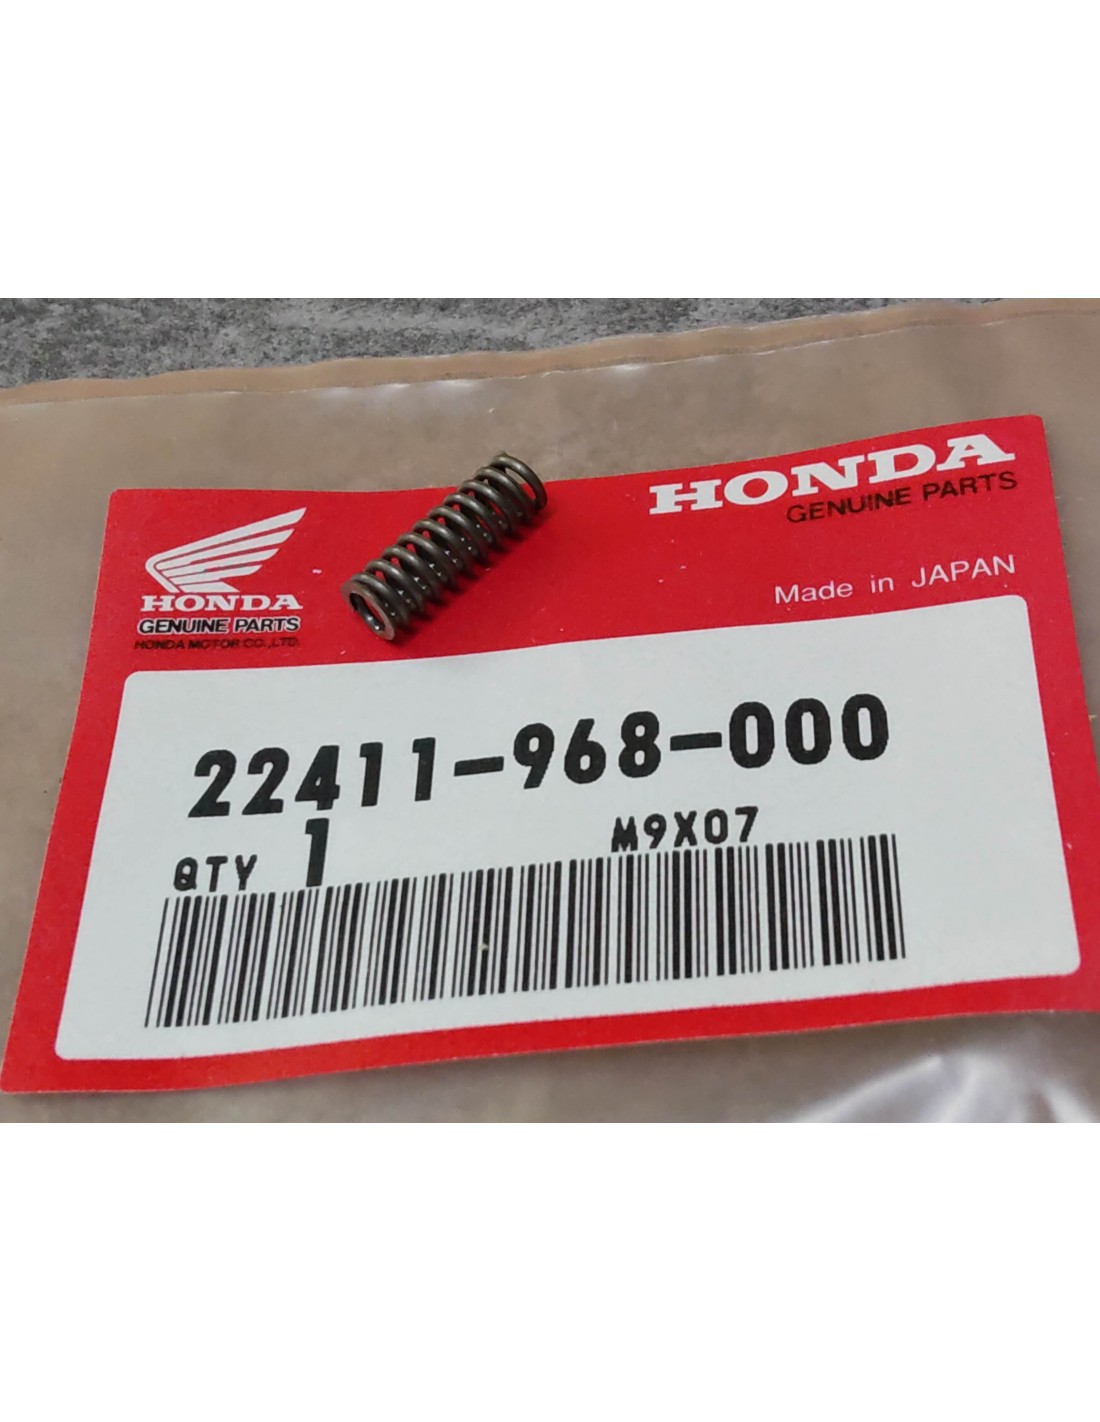 HONDA
GENUINE PARTS
HONDA MOTOR CO., LTD.
HONDA
GENUINE PARTS
Made in JAPAN
22411-968-000
QTY 1
M9X07